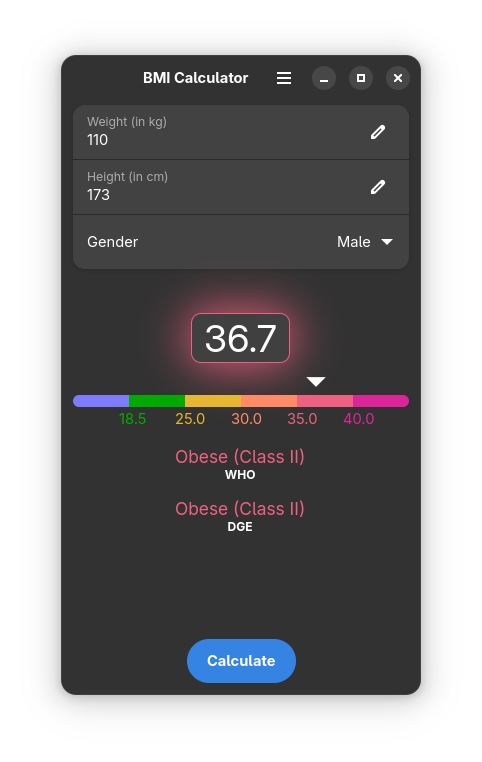 BMI Calculator
Weight (in kg)
110
Height (in cm)
173
Gender Male
36.7
18.5 25.0 30.0 35.0 40.0
Obese (Class II)
WHO
Obese (Class II)
DGE
Calculate